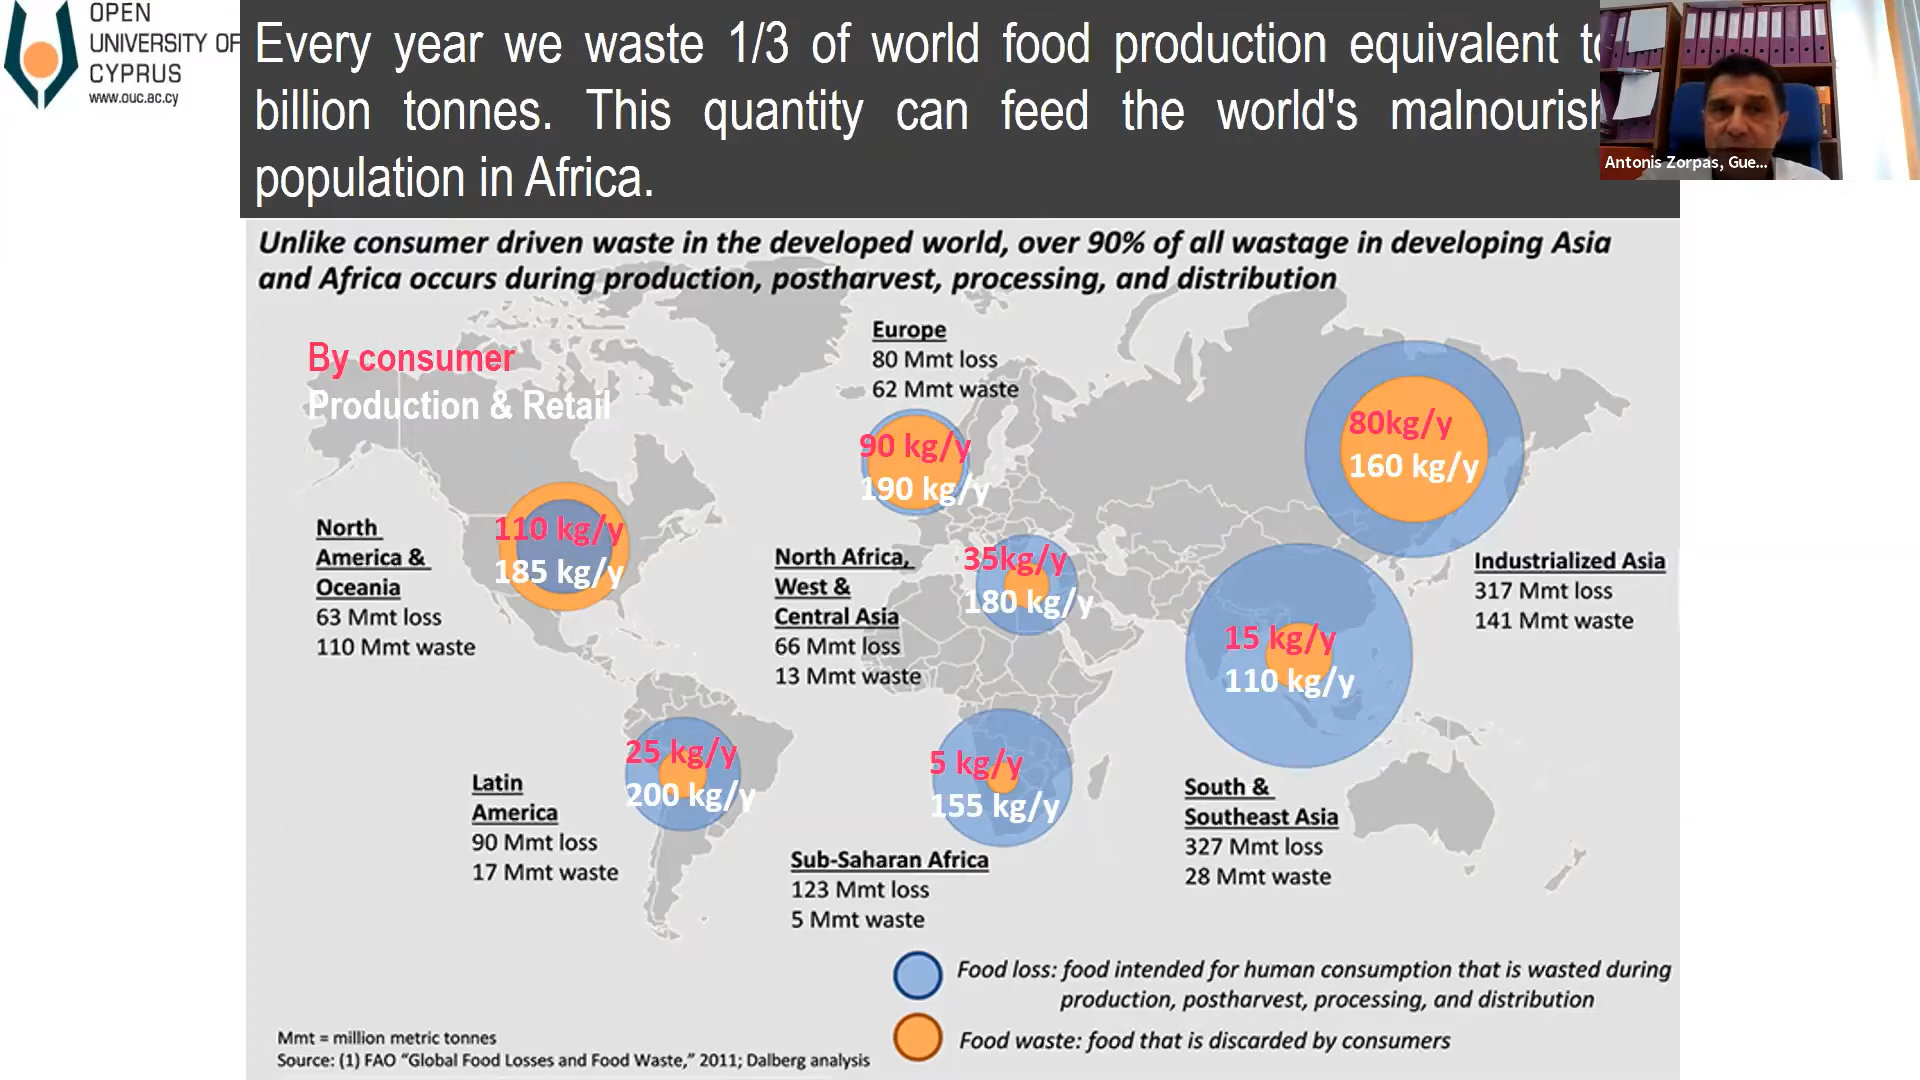 OPEN
UNIVERSITY OF
CYPRUS
www.ouc.ac.cy
Every year we waste 1/3 of world food production equivalent
billion tonnes. This quantity can feed the world's
population in Africa.
Antonis Zorpas, Gue...
Unlike consumer driven waste in the developed world, over 90% of all wastage in developing Asia
and Africa occurs during production, postharvest, processing, and distribution
By consumer
Production & Retail
Europe
80 Mmt loss
62 Mmt waste
90 kg/y
190 kg/y
80kg/y
160 kg/y
North
America &
Oceania
63 Mmt loss
110 Mmt waste
110 kg/y
185 kg/y
North Africa,
West &
Central Asia
66 Mmt loss
13 Mmt waste
35kg/y
180 kg/y
Industrialized Asia
317 Mmt loss
141 Mmt waste
15 kg/y
110 kg/y
25 kg/y
200 kg/y
Latin
America
90 Mmt loss
17 Mmt waste
5 kg/y
155 kg/y
Sub-Saharan Africa
123 Mmt loss
5 Mmt waste
South &
Southeast Asia
327 Mmt loss
28 Mmt waste
Food loss: food intended for human consumption that is wasted during
production, postharvest, processing, and distribution
Food waste: food that is discarded by consumers
Mmt = million metric tonnes
Source: (1) FAO “Global Food Losses and Food Waste,” 2011; Dalberg analysis